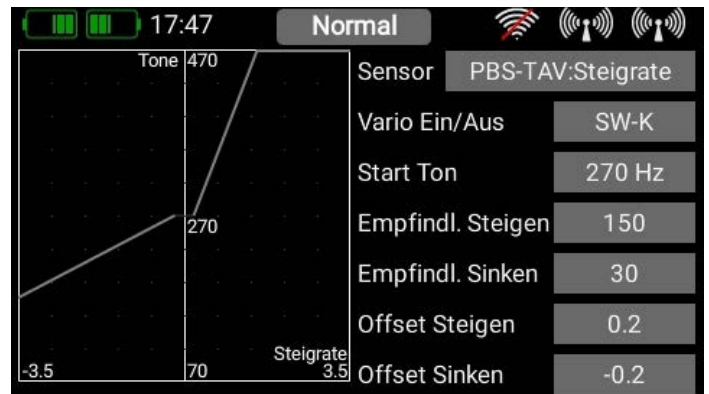 17:47 Normal
Tone 470
270
Steigrate
-3.5 70 3.5
Sensor PBS-TAV:Steigrate
Vario Ein/Aus SW-K
Start Ton 270 Hz
Empfindl. Steigen 150
Empfindl. Sinken 30
Offset Steigen 0.2
Offset Sinken -0.2